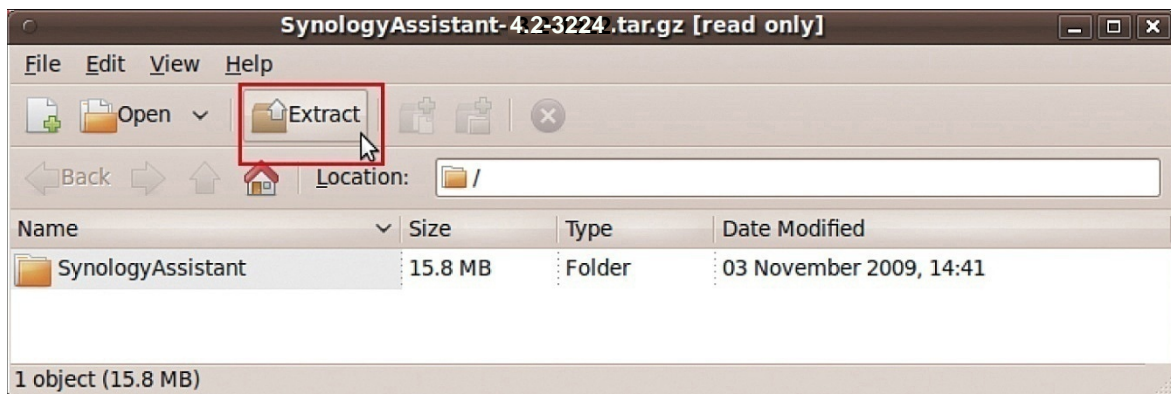 SynologyAssistant-4.2-3224.tar.gz [read only]
File Edit View Help
Open Extract
Back Location: /
Name Size Type Date Modified
SynologyAssistant 15.8 MB Folder 03 November 2009, 14:41
1 object (15.8 MB)